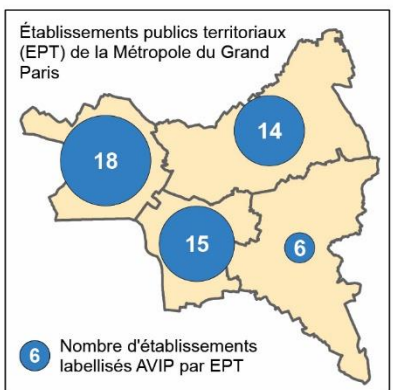 Établissements publics territoriaux
(EPT) de la Métropole du Grand
Paris
14
18
15
6
6 Nombre d'établissements
labellisés AVIP par EPT